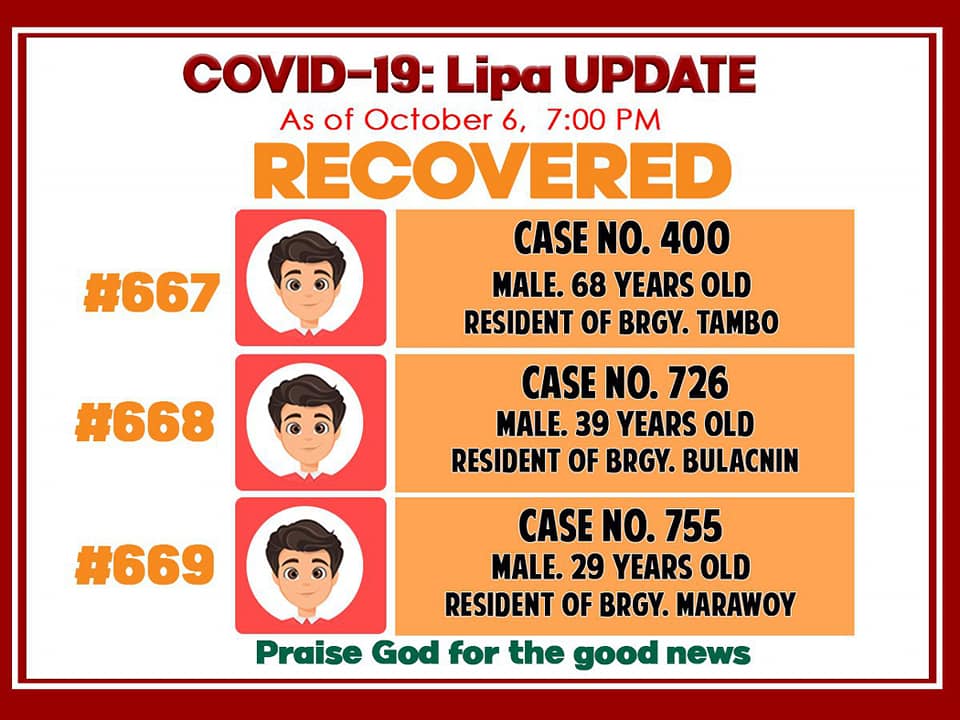 COVID-19: Lipa UPDATE
As of October 6, 7:00 PM
RECOVERED
#667
CASE NO. 400
MALE. 68 YEARS OLD
RESIDENT OF BRGY. TAMBO
#668
CASE NO. 726
MALE. 39 YEARS OLD
RESIDENT OF BRGY. BULACNIN
#669
CASE NO. 755
MALE. 29 YEARS OLD
RESIDENT OF BRGY. MARAWOY
Praise God for the good news